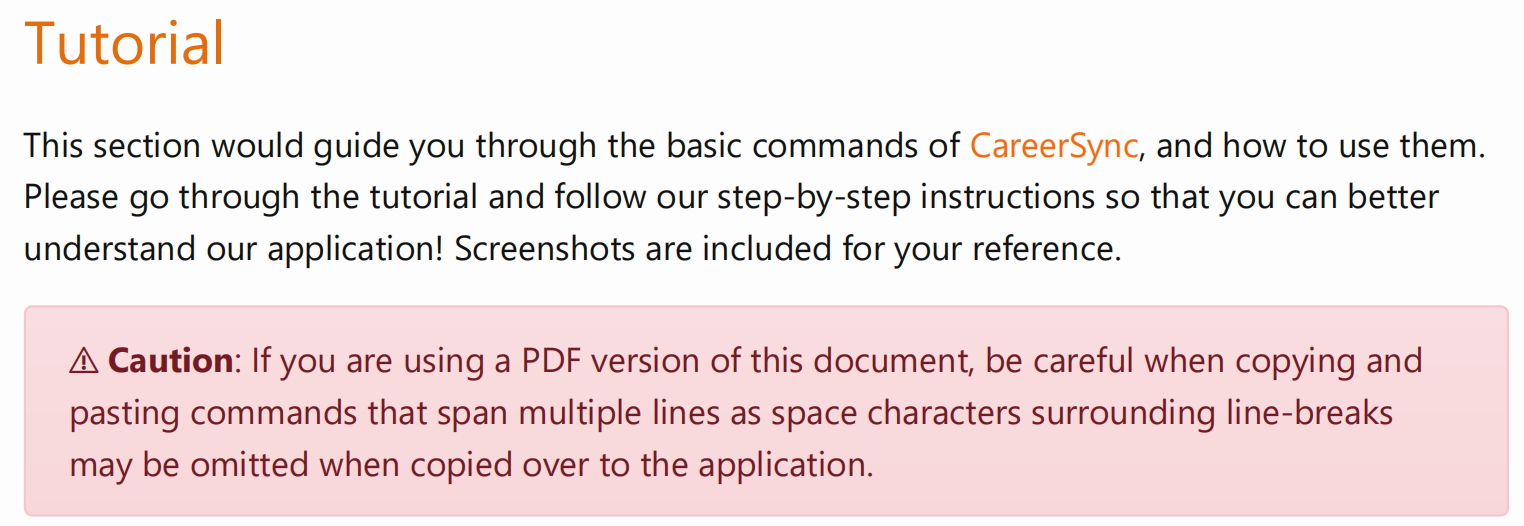 Tutorial
This section would guide you through the basic commands of CareerSync, and how to use them.
Please go through the tutorial and follow our step-by-step instructions so that you can better
understand our application! Screenshots are included for your reference.
⚠ Caution: If you are using a PDF version of this document, be careful when copying and
pasting commands that span multiple lines as space characters surrounding line-breaks
may be omitted when copied over to the application.